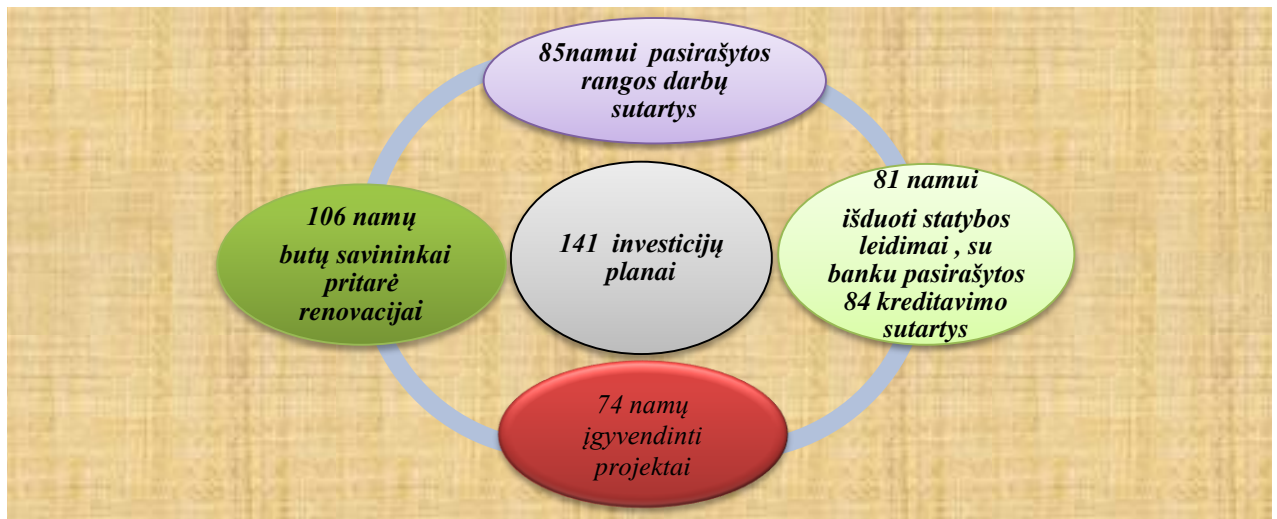 85namui pasirašytos
rangos darbų
sutartys
106 namų
butų savininkai
pritarė
renovacijai
141 investicijų
planai
81 namui
išduoti statybos
leidimai , su
banku pasirašytos
84 kreditavimo
sutartys
74 namų
įgyvendinti
projektai